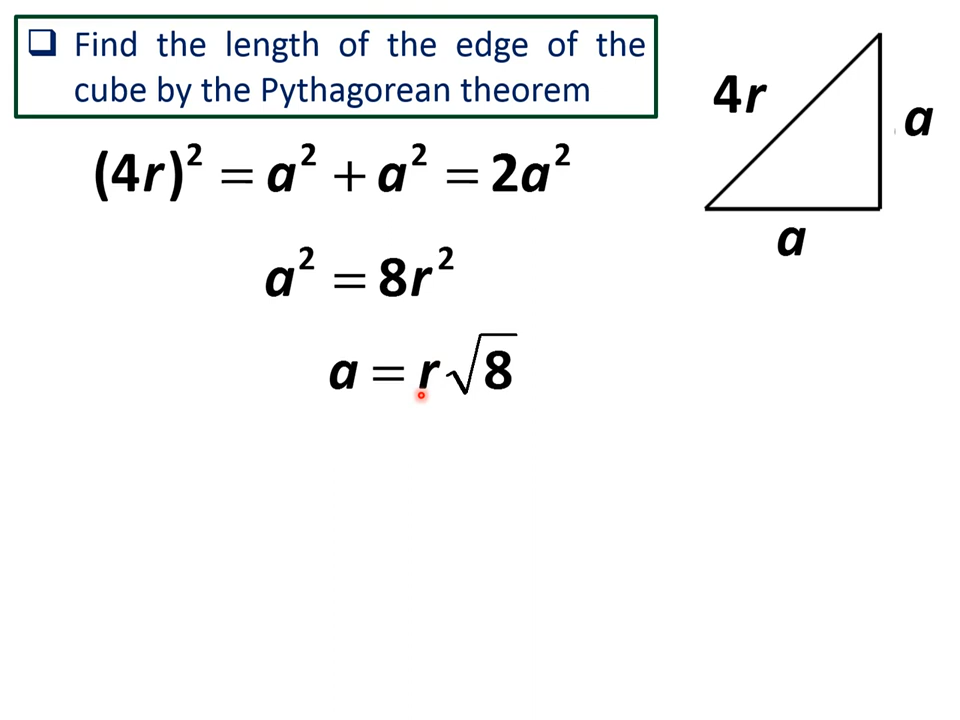 ❑ Find the length of the edge of the
cube by the Pythagorean theorem
4r
a
(4r)² = a² + a² = 2a²
a
a² = 8r²
a = r√8